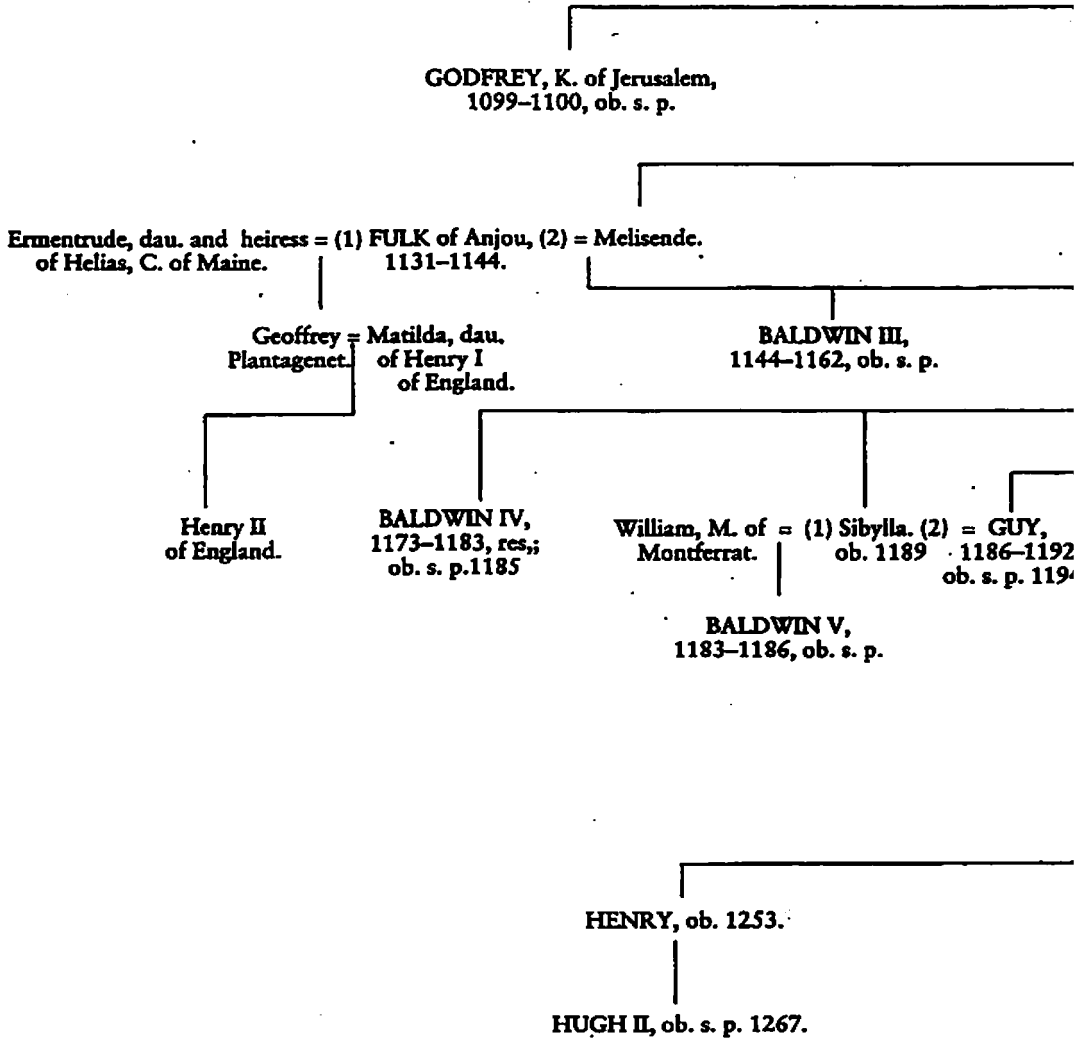 GODFREY, K. of Jerusalem,
1099–1100, ob. s. p.
Ermentrude, dau. and heiress = (1) FULK of Anjou, (2) = Melisende.
of Helias, C. of Maine. 1131–1144.
Geoffrey = Matilda, dau.
Plantagenet. of Henry I
of England.
BALDWIN III,
1144–1162, ob. s. p.
Henry II
of England.
BALDWIN IV,
1173–1183, res,;
ob. s. p.1185
William, M. of = (1) Sibylla. (2) = GUY,
Montferrat. ob. 1189 1186–1192
ob. s. p. 119
BALDWIN V,
1183–1186, ob. s. p.
HENRY, ob. 1253.
HUGH II, ob. s. p. 1267.